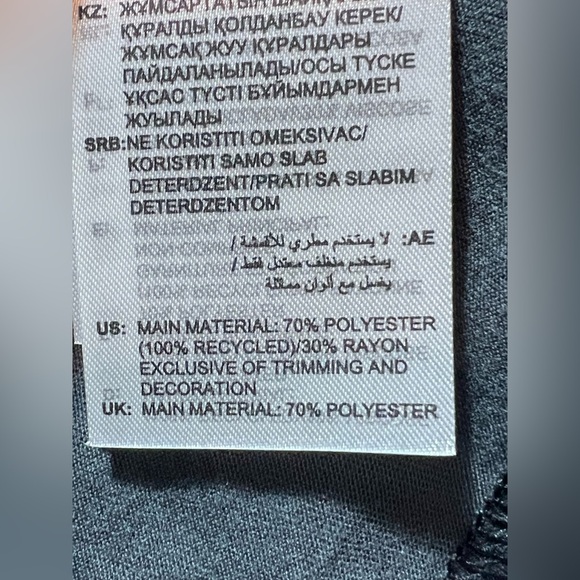 KZ: ЖҰМСАРТАТЫН
ҚҰРАЛДЫ ҚОЛДАНБАУ КЕРЕК/
ЖҰМСАҚ ЖУУ ҚҰРАЛДАРЫ
ПАЙДАЛАНЫЛАДЫ/ОСЫ ТҮСКЕ
ҰҚСАС ТҮСТІ БҰЙЫМДАРМЕН
ЖУЫЛАДЫ
SRB:NE KORISTITI OMEKSIVAC/
KORISTITI SAMO SLAB
DETERDZENT/PRATI SA SLABIM
DETERDZENTOM
AE: لا يستخدم مطري للأقمشة /
يستخدم منظف معتدل فقط /
يغسل مع ألوان مماثلة
US: MAIN MATERIAL: 70% POLYESTER
(100% RECYCLED)/30% RAYON
EXCLUSIVE OF TRIMMING AND
DECORATION
UK: MAIN MATERIAL: 70% POLYESTER